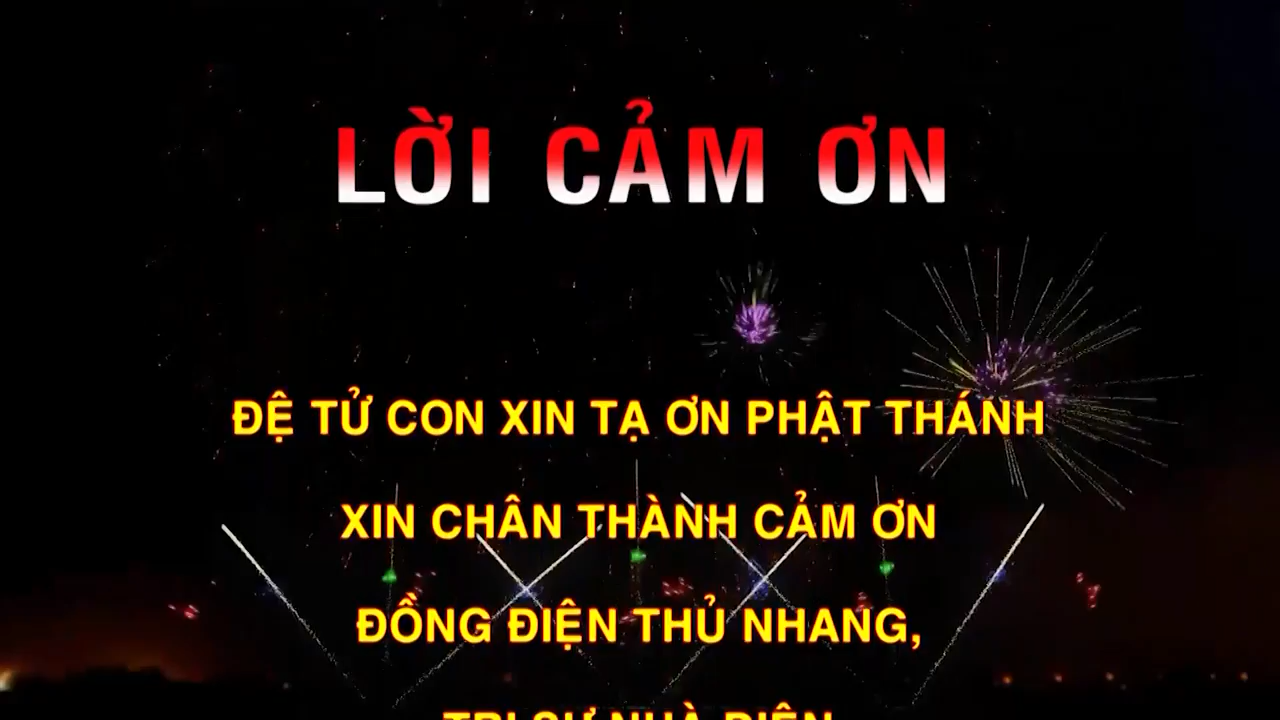 LỜI CẢM ƠN
ĐỆ TỬ CON XIN TẠ ƠN PHẬT THÁNH
XIN CHÂN THÀNH CẢM ƠN
ĐỒNG ĐIỆN THỦ NHANG,